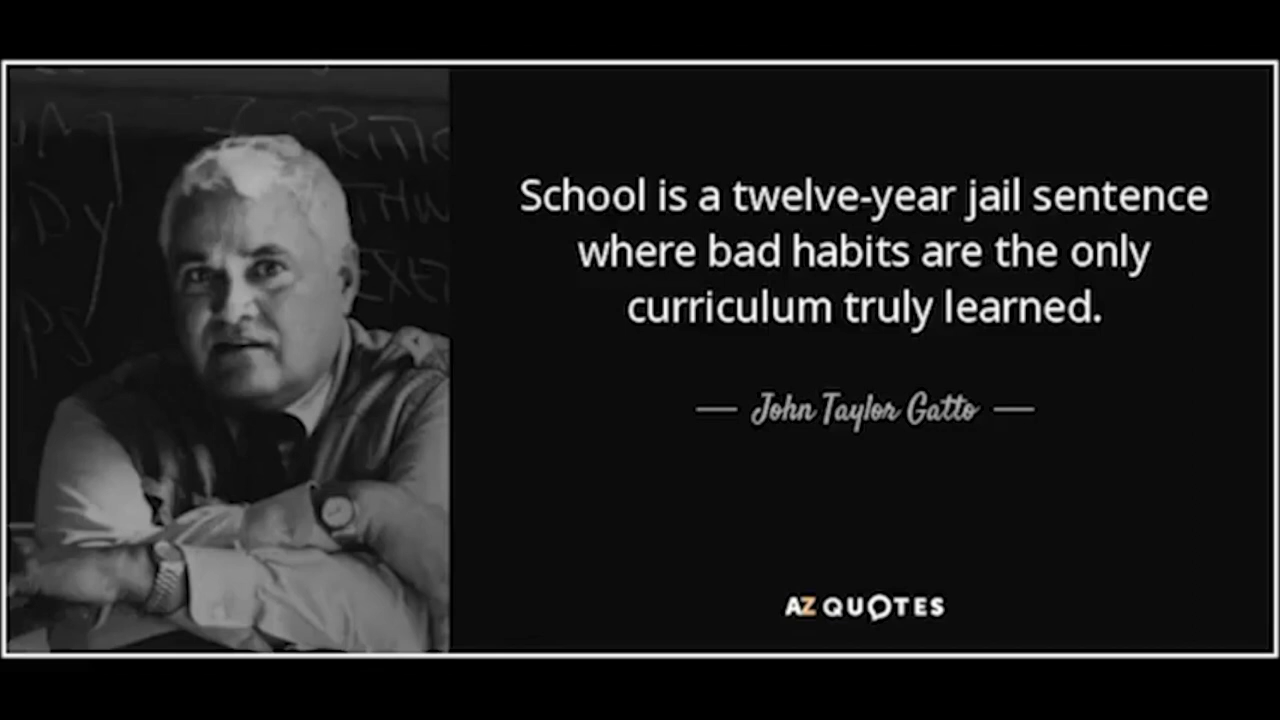 School is a twelve-year jail sentence
where bad habits are the only
curriculum truly learned.
— John Taylor Gatto —
AZ QUOTES